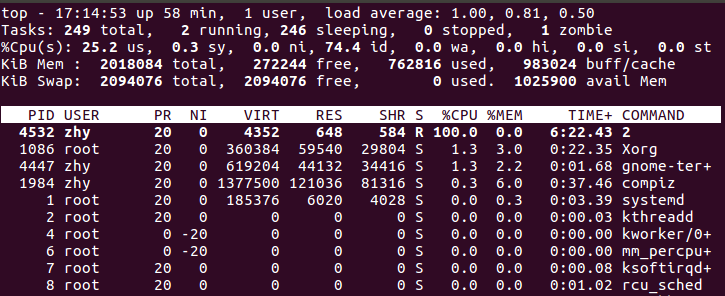 top - 17:14:53 up 58 min,  1 user,  load average: 1.00, 0.81, 0.50
Tasks: 249 total,   2 running, 246 sleeping,   0 stopped,   1 zombie
%Cpu(s): 25.2 us,  0.3 sy,  0.0 ni, 74.4 id,  0.0 wa,  0.0 hi,  0.0 si,  0.0 st
KiB Mem :  2018084 total,   272244 free,   762816 used,   983024 buff/cache
KiB Swap:  2094076 total,  2094076 free,        0 used.  1025900 avail Mem
  PID USER      PR  NI    VIRT    RES    SHR S  %CPU %MEM     TIME+ COMMAND
 4532 zhy       20   0    4352    648    584 R 100.0  0.0   6:22.43 2
 1086 root      20   0  360384  59540  29804 S   1.3  3.0   0:22.35 Xorg
 4447 zhy       20   0  619204  44132  34416 S   1.3  2.2   0:01.68 gnome-ter+
 1984 zhy       20   0 1377500 121036  81316 S   0.3  6.0   0:37.46 compiz
    1 root      20   0  185376   6020   4028 S   0.0  0.3   0:03.39 systemd
    2 root      20   0       0      0      0 S   0.0  0.0   0:00.03 kthreadd
    4 root       0 -20       0      0      0 S   0.0  0.0   0:00.00 kworker/0+
    6 root       0 -20       0      0      0 S   0.0  0.0   0:00.00 mm_percpu+
    7 root      20   0       0      0      0 S   0.0  0.0   0:00.08 ksoftirqd+
    8 root      20   0       0      0      0 S   0.0  0.0   0:01.02 rcu_sched